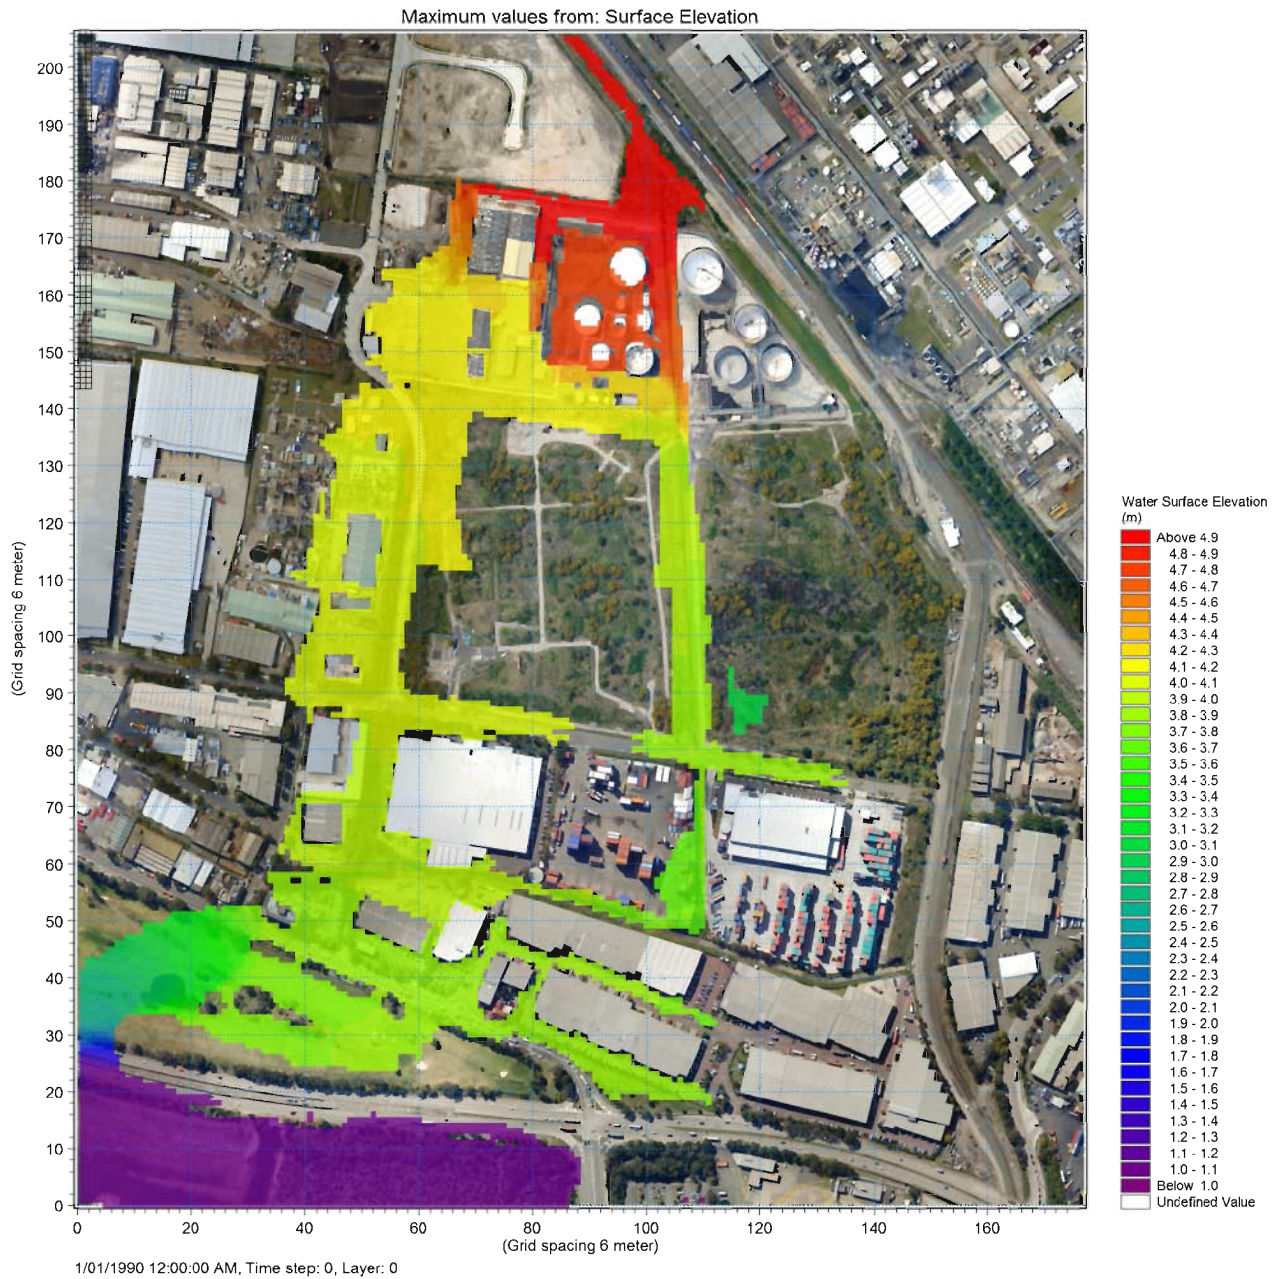 Maximum values from: Surface Elevation
200
190
180
170
160
150
140
130
120
110
100
90
80
70
60
50
40
30
20
10
0
(Grid spacing 6 meter)
0 20 40 60 80 100 120 140 160
(Grid spacing 6 meter)
1/01/1990 12:00:00 AM, Time step: 0, Layer: 0
Water Surface Elevation
(m)
Above 4.9
4.8 - 4.9
4.7 - 4.8
4.6 - 4.7
4.5 - 4.6
4.4 - 4.5
4.3 - 4.4
4.2 - 4.3
4.1 - 4.2
4.0 - 4.1
3.9 - 4.0
3.8 - 3.9
3.7 - 3.8
3.6 - 3.7
3.5 - 3.6
3.4 - 3.5
3.3 - 3.4
3.2 - 3.3
3.1 - 3.2
3.0 - 3.1
2.9 - 3.0
2.8 - 2.9
2.7 - 2.8
2.6 - 2.7
2.5 - 2.6
2.4 - 2.5
2.3 - 2.4
2.2 - 2.3
2.1 - 2.2
2.0 - 2.1
1.9 - 2.0
1.8 - 1.9
1.7 - 1.8
1.6 - 1.7
1.5 - 1.6
1.4 - 1.5
1.3 - 1.4
1.2 - 1.3
1.1 - 1.2
1.0 - 1.1
Below 1.0
Undefined Value